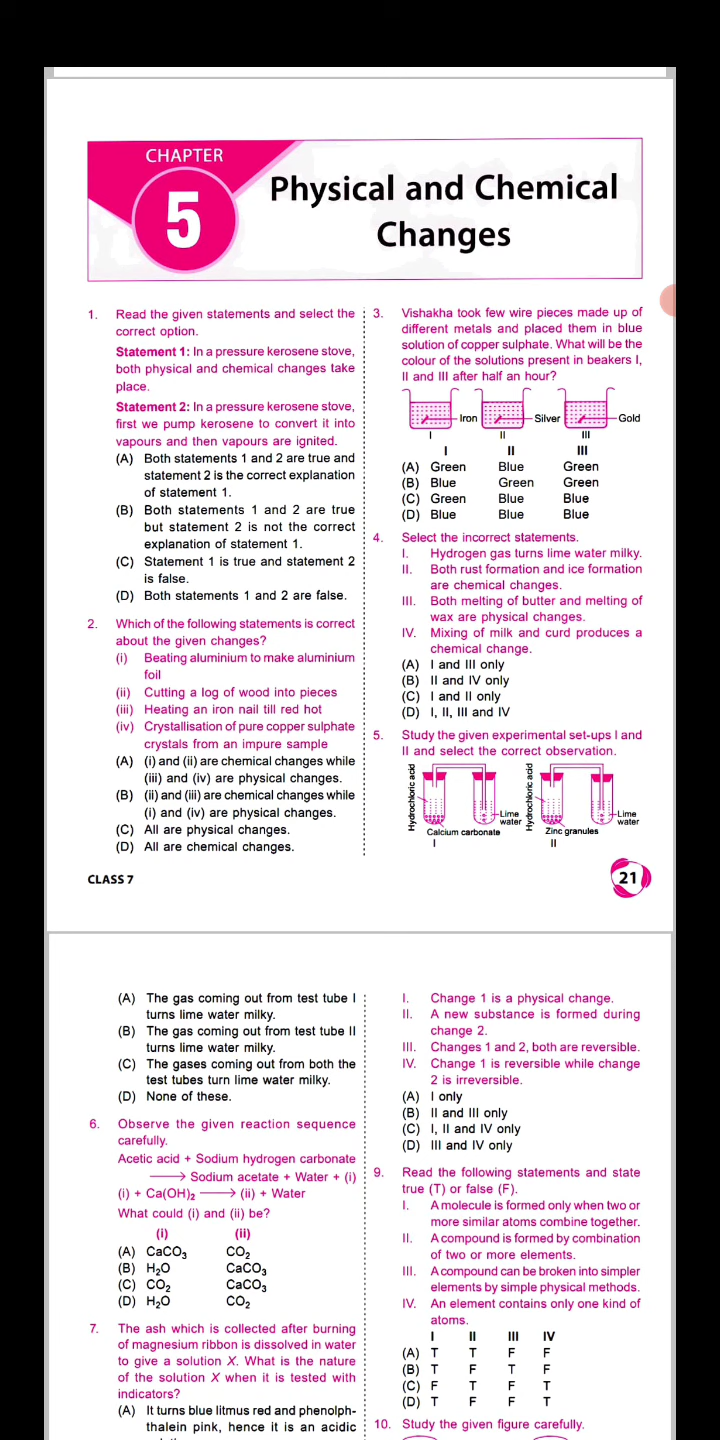 CHAPTER
5
Physical and Chemical
Changes
1. Read the given statements and select the
correct option.
Statement 1: In a pressure kerosene stove,
both physical and chemical changes take
place.
Statement 2: In a pressure kerosene stove,
first we pump kerosene to convert it into
vapours and then vapours are ignited.
(A) Both statements 1 and 2 are true and
statement 2 is the correct explanation
of statement 1.
(B) Both statements 1 and 2 are true
but statement 2 is not the correct
explanation of statement 1.
(C) Statement 1 is true and statement 2
is false.
(D) Both statements 1 and 2 are false.
2. Which of the following statements is correct
about the given changes?
(i) Beating aluminium to make aluminium
foil
(ii) Cutting a log of wood into pieces
(iii) Heating an iron nail till red hot
(iv) Crystallisation of pure copper sulphate
crystals from an impure sample
(A) (i) and (ii) are chemical changes while
(iii) and (iv) are physical changes.
(B) (ii) and (iii) are chemical changes while
(i) and (iv) are physical changes.
(C) All are physical changes.
(D) All are chemical changes.
3. Vishakha took few wire pieces made up of
different metals and placed them in blue
solution of copper sulphate. What will be the
colour of the solutions present in beakers I,
II and III after half an hour?
Iron Silver Gold
I II III
I II III
(A) Green Blue Green
(B) Blue Green Green
(C) Green Blue Blue
(D) Blue Blue Blue
4. Select the incorrect statements.
I. Hydrogen gas turns lime water milky.
II. Both rust formation and ice formation
are chemical changes.
III. Both melting of butter and melting of
wax are physical changes.
IV. Mixing of milk and curd produces a
chemical change.
(A) I and III only
(B) II and IV only
(C) I and II only
(D) I, II, III and IV
5. Study the given experimental set-ups I and
II and select the correct observation.
Hydrochloric acid
Lime
water
Calcium carbonate
I
Hydrochloric acid
Lime
water
Zinc granules
II
CLASS 7
21
(A) The gas coming out from test tube I
turns lime water milky.
(B) The gas coming out from test tube II
turns lime water milky.
(C) The gases coming out from both the
test tubes turn lime water milky.
(D) None of these.
6. Observe the given reaction sequence
carefully.
Acetic acid + Sodium hydrogen carbonate
⟶ Sodium acetate + Water + (i)
(i) + Ca(OH)₂ ⟶ (ii) + Water
What could (i) and (ii) be?
(i) (ii)
(A) CaCO₃ CO₂
(B) H₂O CaCO₃
(C) CO₂ CaCO₃
(D) H₂O CO₂
7. The ash which is collected after burning
of magnesium ribbon is dissolved in water
to give a solution X. What is the nature
of the solution X when it is tested with
indicators?
(A) It turns blue litmus red and phenolph-
thalein pink, hence it is an acidic
I. Change 1 is a physical change.
II. A new substance is formed during
change 2.
III. Changes 1 and 2, both are reversible.
IV. Change 1 is reversible while change
2 is irreversible.
(A) I only
(B) II and III only
(C) I, II and IV only
(D) III and IV only
9. Read the following statements and state
true (T) or false (F).
I. A molecule is formed only when two or
more similar atoms combine together.
II. A compound is formed by combination
of two or more elements.
III. A compound can be broken into simpler
elements by simple physical methods.
IV. An element contains only one kind of
atoms.
I II III IV
(A) T T F F
(B) T F T F
(C) F T F T
(D) T F F T
10. Study the given figure carefully.